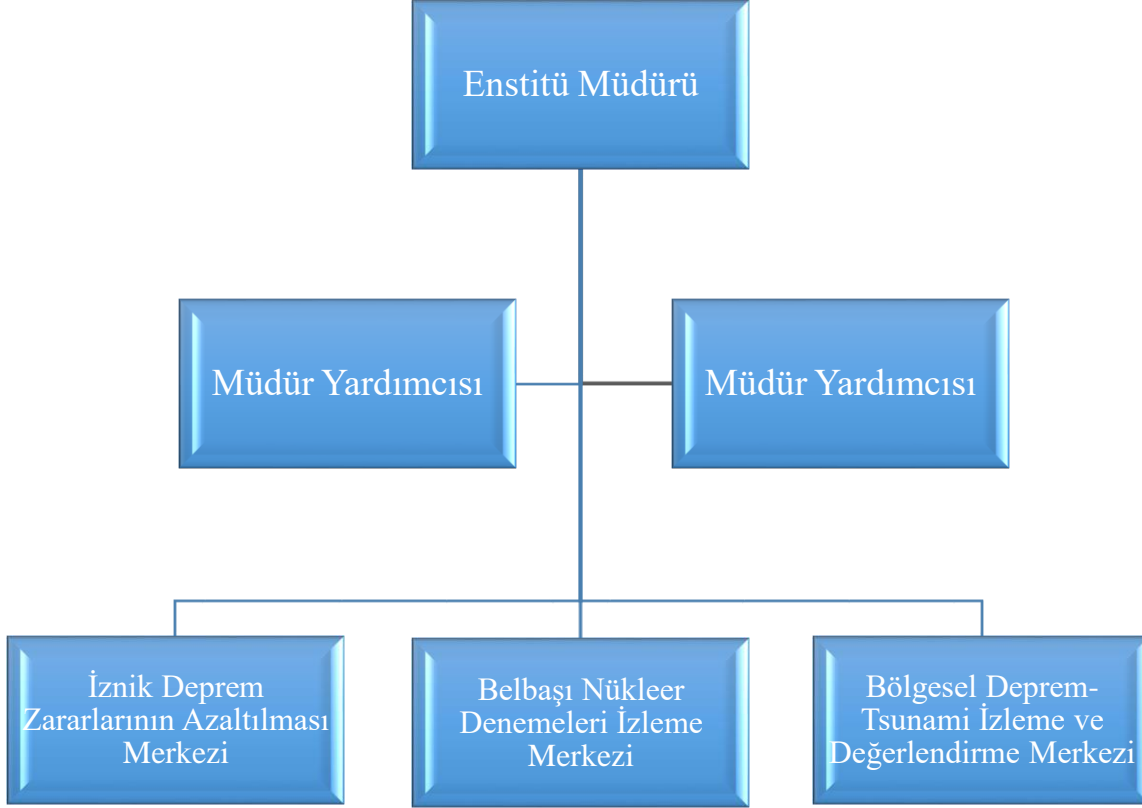 Enstitü Müdürü
Müdür Yardımcısı
Müdür Yardımcısı
İznik Deprem
Zararlarının Azaltılması
Merkezi
Belbaşı Nükleer
Denemeleri İzleme
Merkezi
Bölgesel Deprem-
Tsunami İzleme ve
Değerlendirme Merkezi